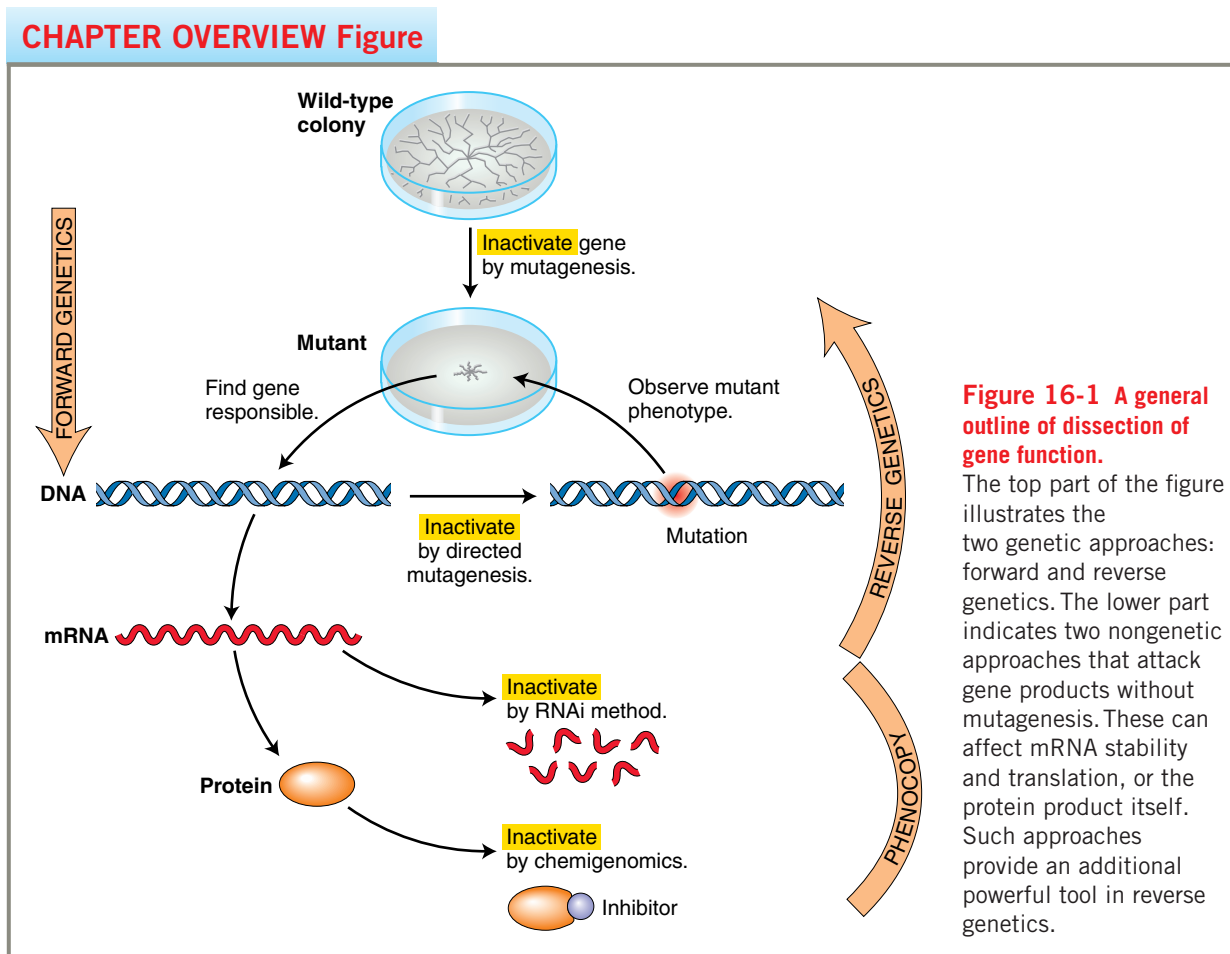 CHAPTER OVERVIEW Figure
Wild-type
colony
Inactivate gene
by mutagenesis.
FORWARD GENETICS
Mutant
Find gene
responsible.
Observe mutant
phenotype.
REVERSE GENETICS
DNA
Inactivate
by directed
mutagenesis.
Mutation
mRNA
Inactivate
by RNAi method.
Protein
Inactivate
by chemigenomics.
Inhibitor
PHENOCOPY
Figure 16-1 A general
outline of dissection of
gene function.
The top part of the figure
illustrates the
two genetic approaches:
forward and reverse
genetics. The lower part
indicates two nongenetic
approaches that attack
gene products without
mutagenesis. These can
affect mRNA stability
and translation, or the
protein product itself.
Such approaches
provide an additional
powerful tool in reverse
genetics.